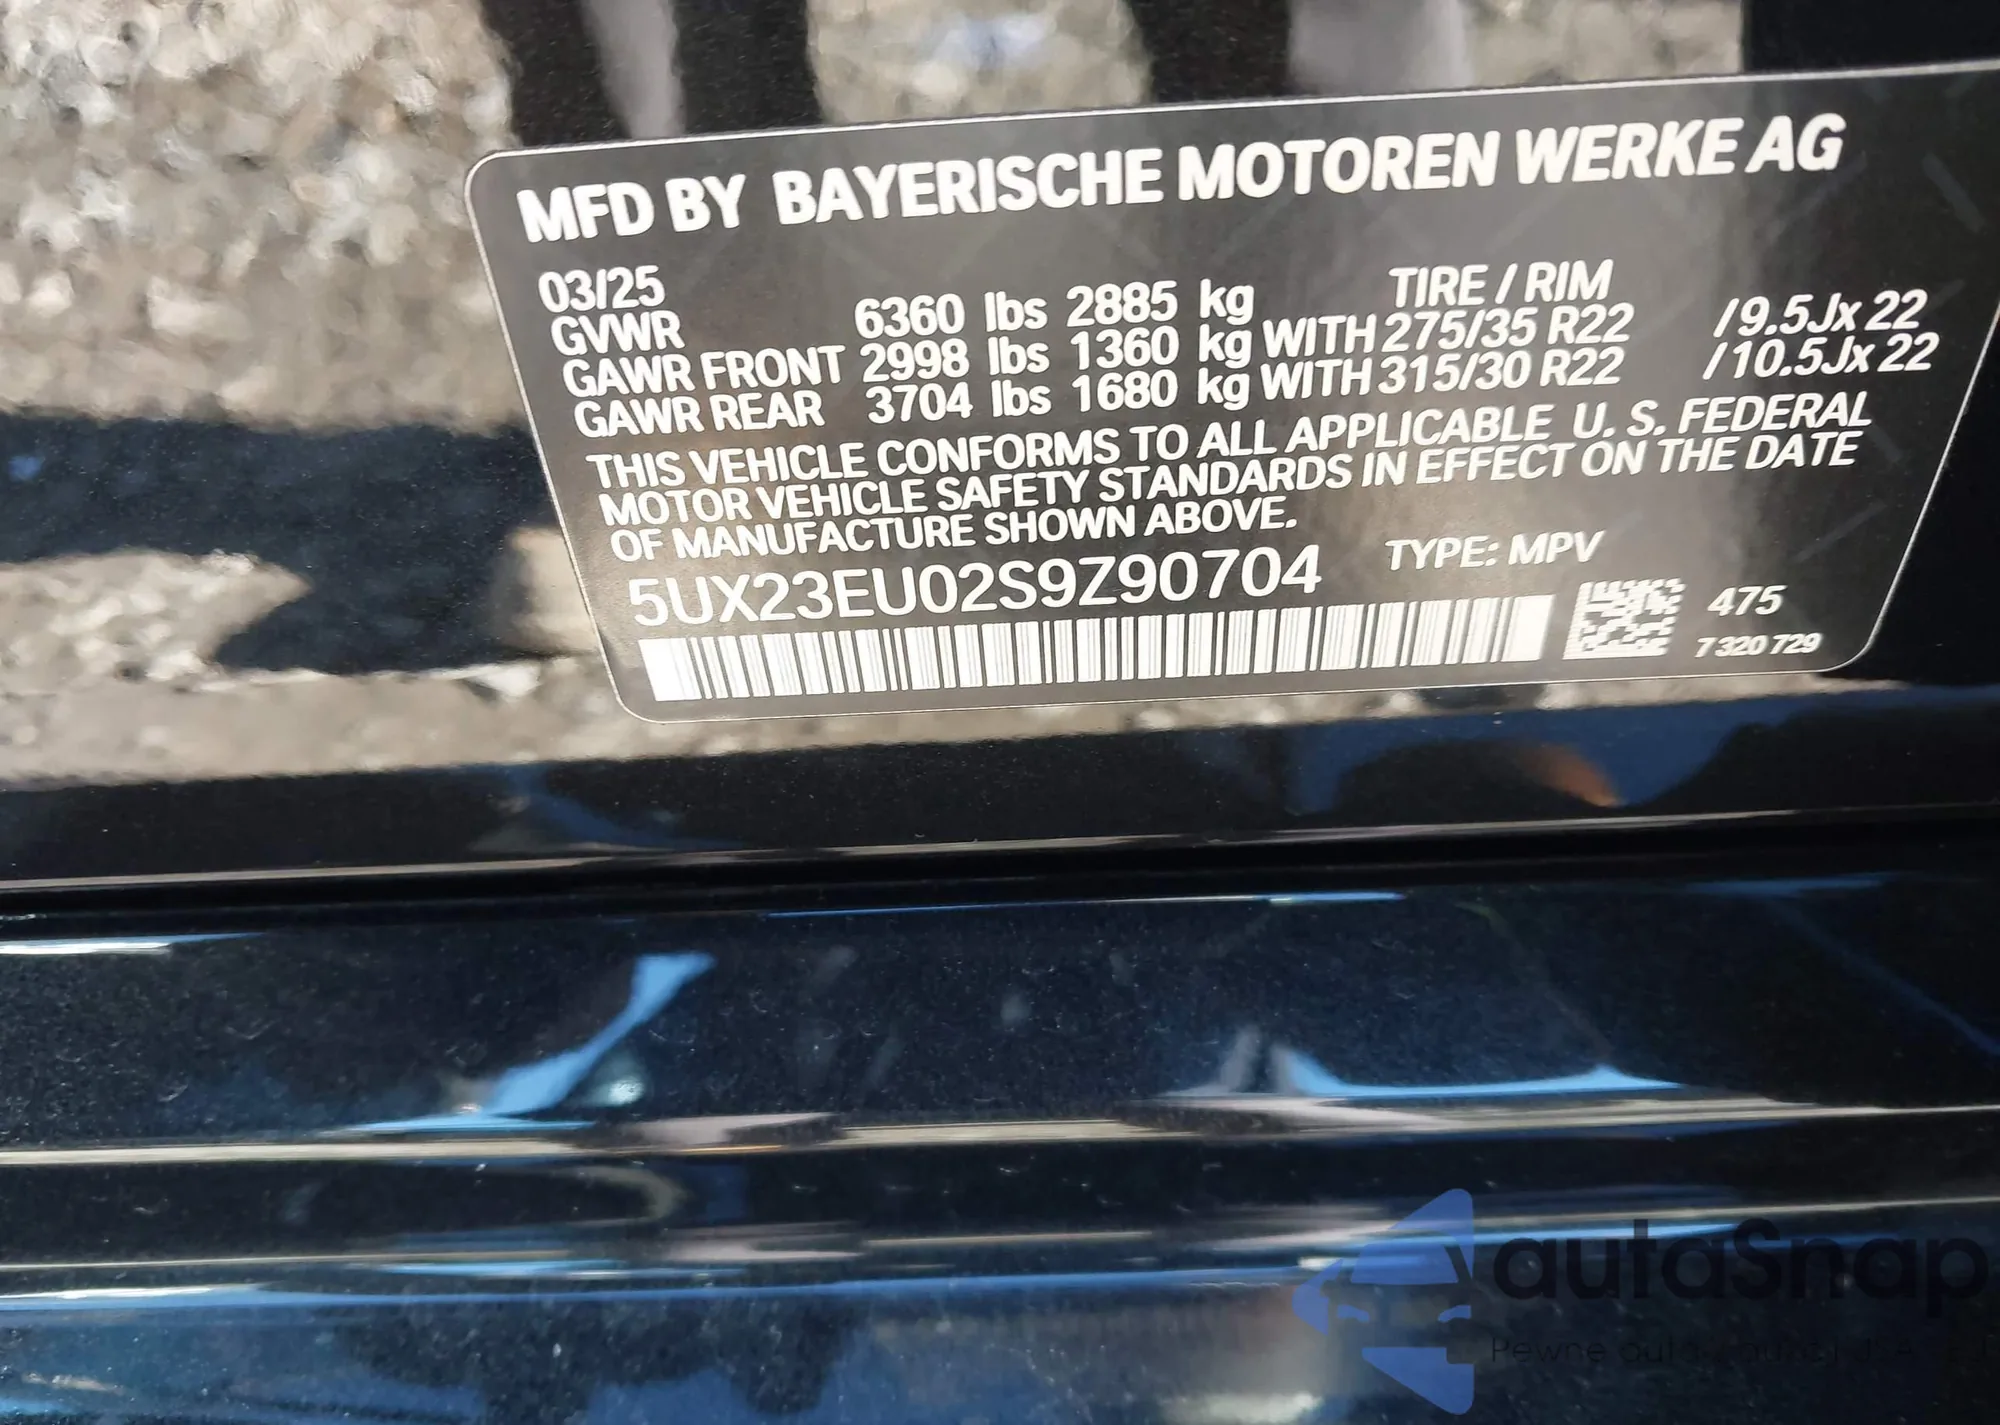 MFD BY BAYERISCHE MOTOREN WERKE AG
03/25 TIRE / RIM
GVWR 6360 lbs 2885 kg
GAWR FRONT 2998 lbs 1360 kg WITH 275/35 R22 /9.5Jx 22
GAWR REAR 3704 lbs 1680 kg WITH 315/30 R22 /10.5Jx 22
THIS VEHICLE CONFORMS TO ALL APPLICABLE U. S. FEDERAL
MOTOR VEHICLE SAFETY STANDARDS IN EFFECT ON THE DATE
OF MANUFACTURE SHOWN ABOVE.
5UX23EU02S9Z90704 TYPE: MPV
475
7 320 729
autaSnap
Pewne auta